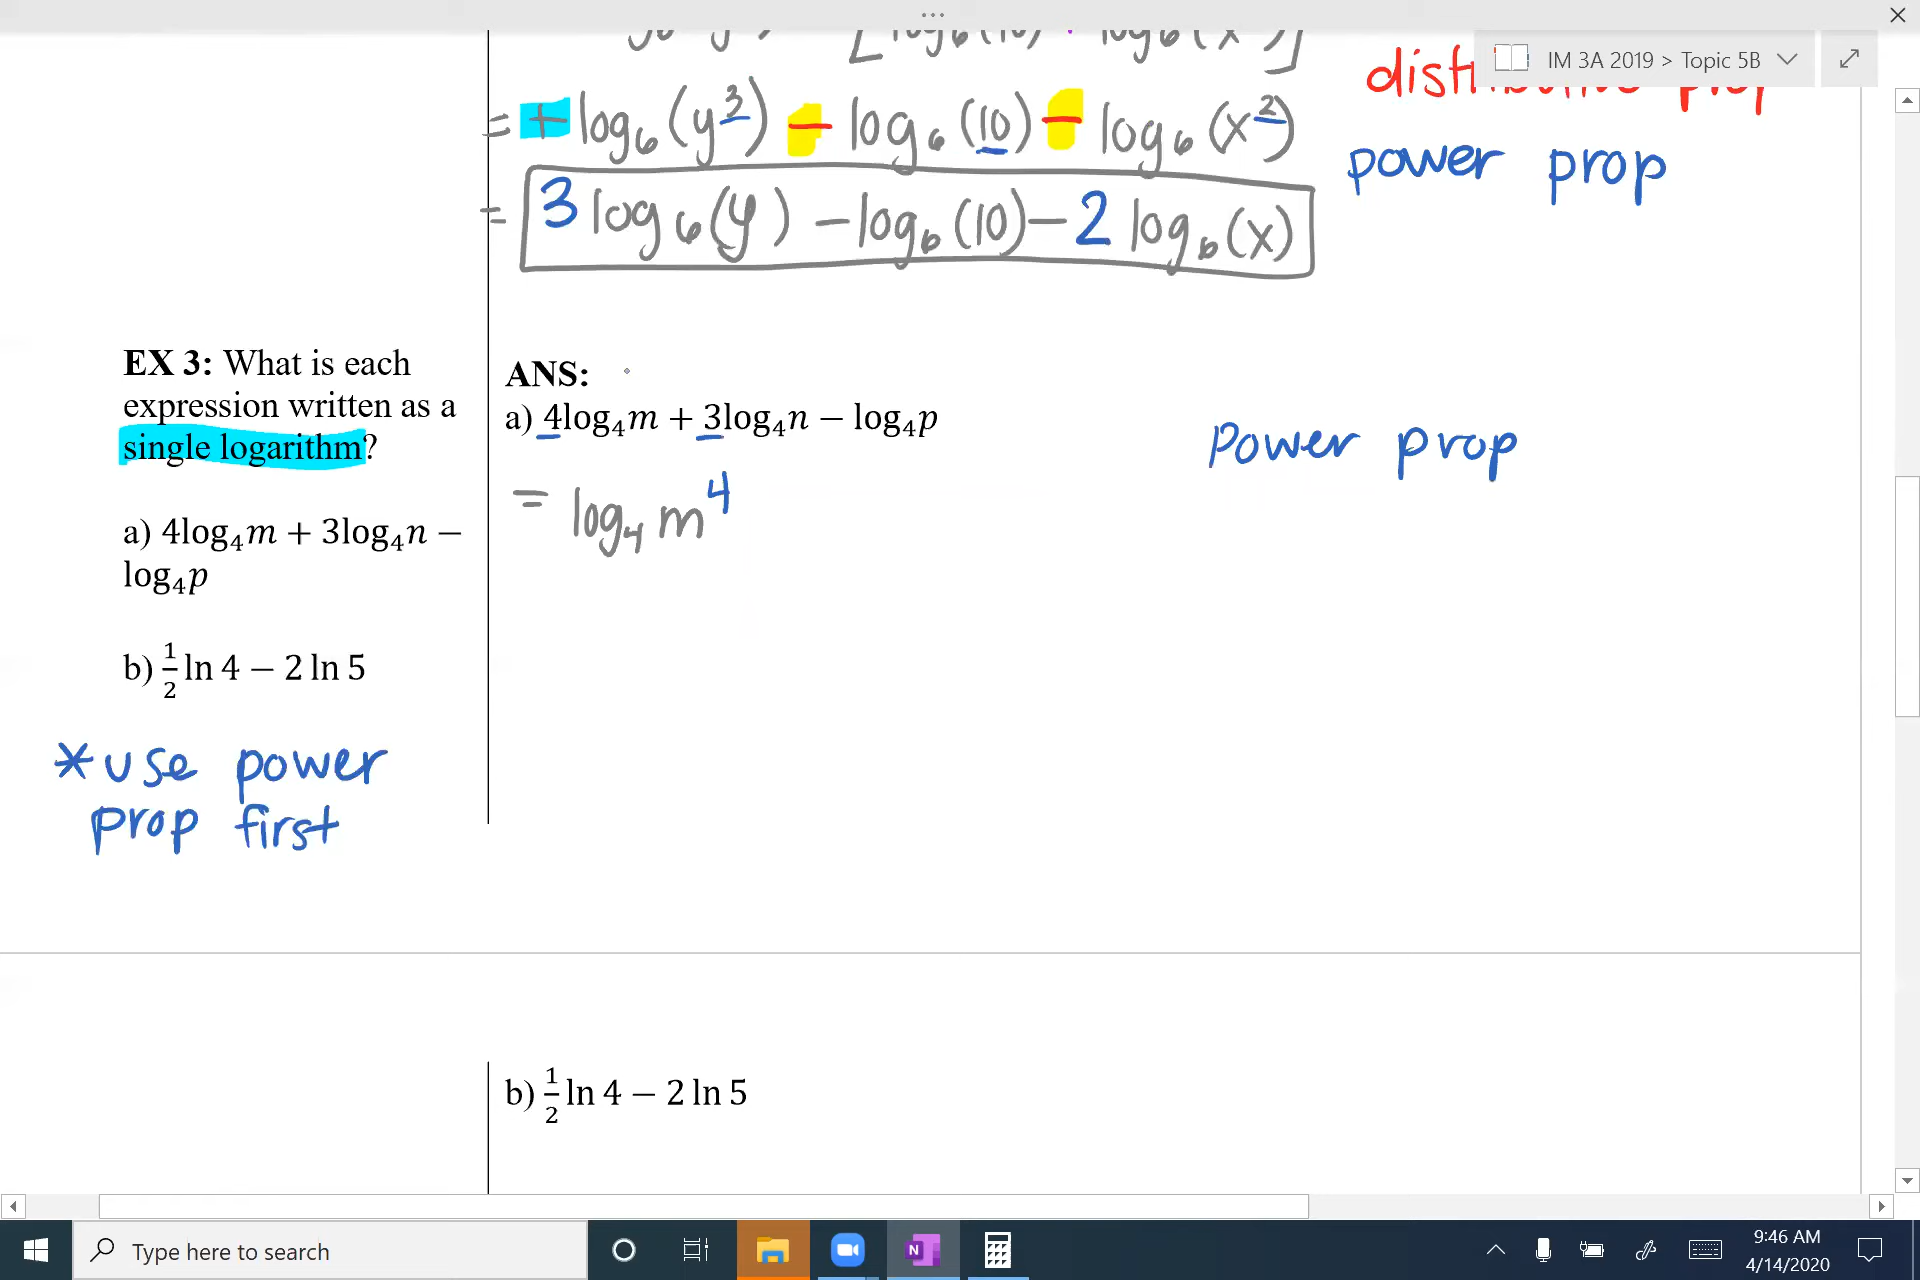 IM 3A 2019 > Topic 5B
= + log₆(y³) − log₆(10) − log₆(x²)
power prop
= 3 log₆(y) − log₆(10) − 2 log₆(x)
EX 3: What is each
expression written as a
single logarithm?
a) 4log₄m + 3log₄n −
log₄p
b) ½ ln 4 − 2 ln 5
*use power
prop first
ANS:
a) 4log₄m + 3log₄n − log₄p
Power prop
= log₄ m⁴
b) ½ ln 4 − 2 ln 5
Type here to search
9:46 AM
4/14/2020